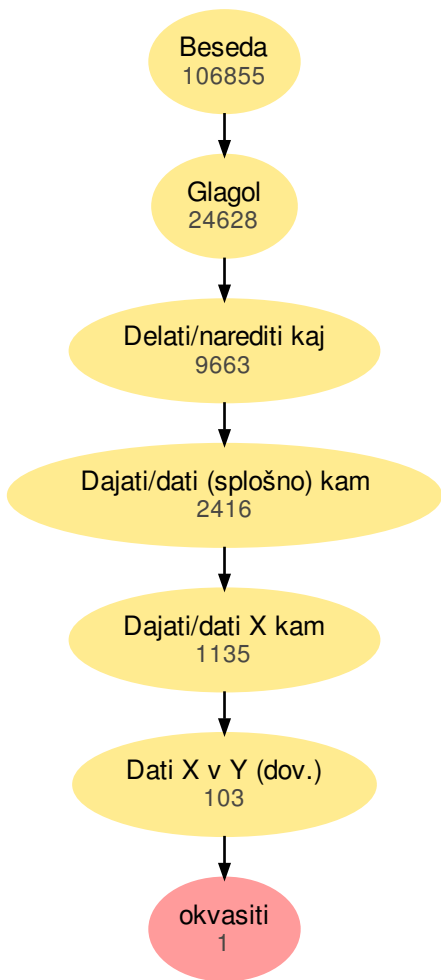 Beseda
106855
Glagol
24628
Delati/narediti kaj
9663
Dajati/dati (splošno) kam
2416
Dajati/dati X kam
1135
Dati X v Y (dov.)
103
okvasiti
1